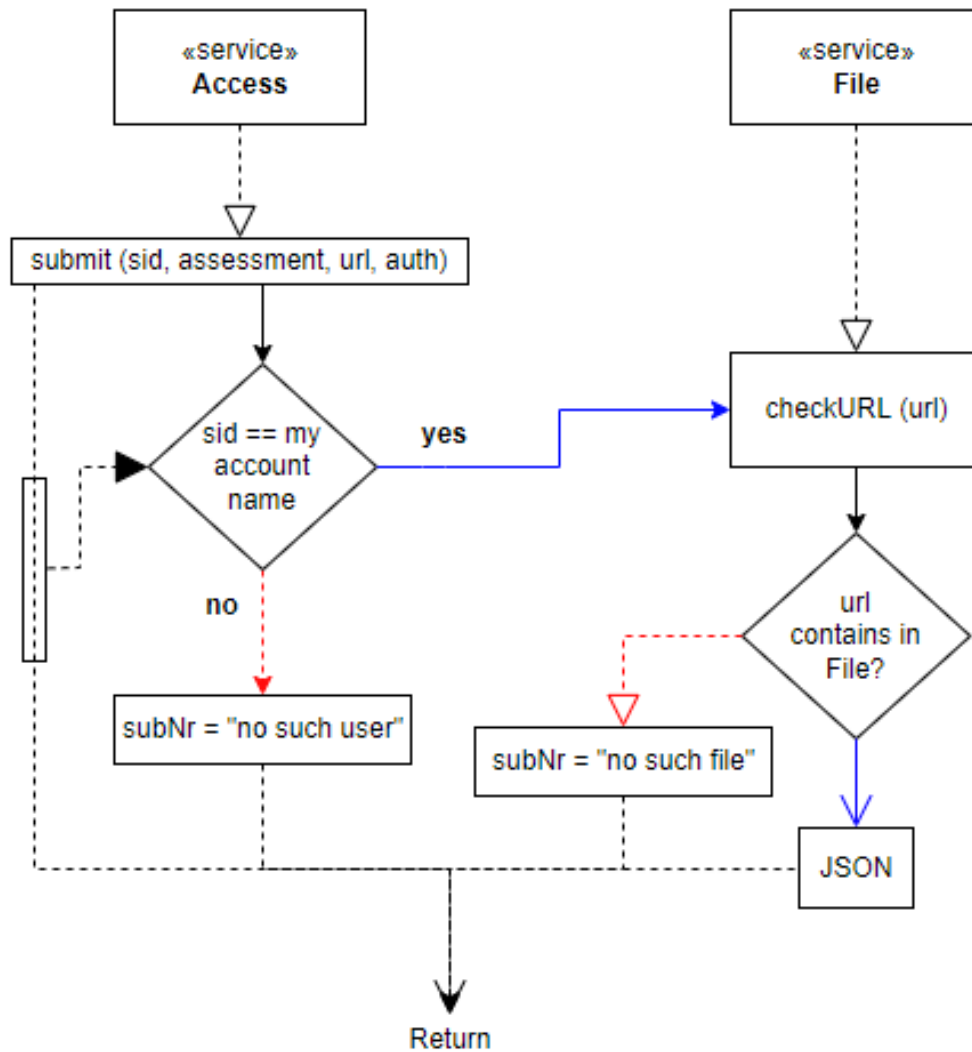 «service»
Access
«service»
File
submit (sid, assessment, url, auth)
sid == my
account
name
yes
checkURL (url)
no
url
contains in
File?
subNr = "no such user"
subNr = "no such file"
JSON
Return